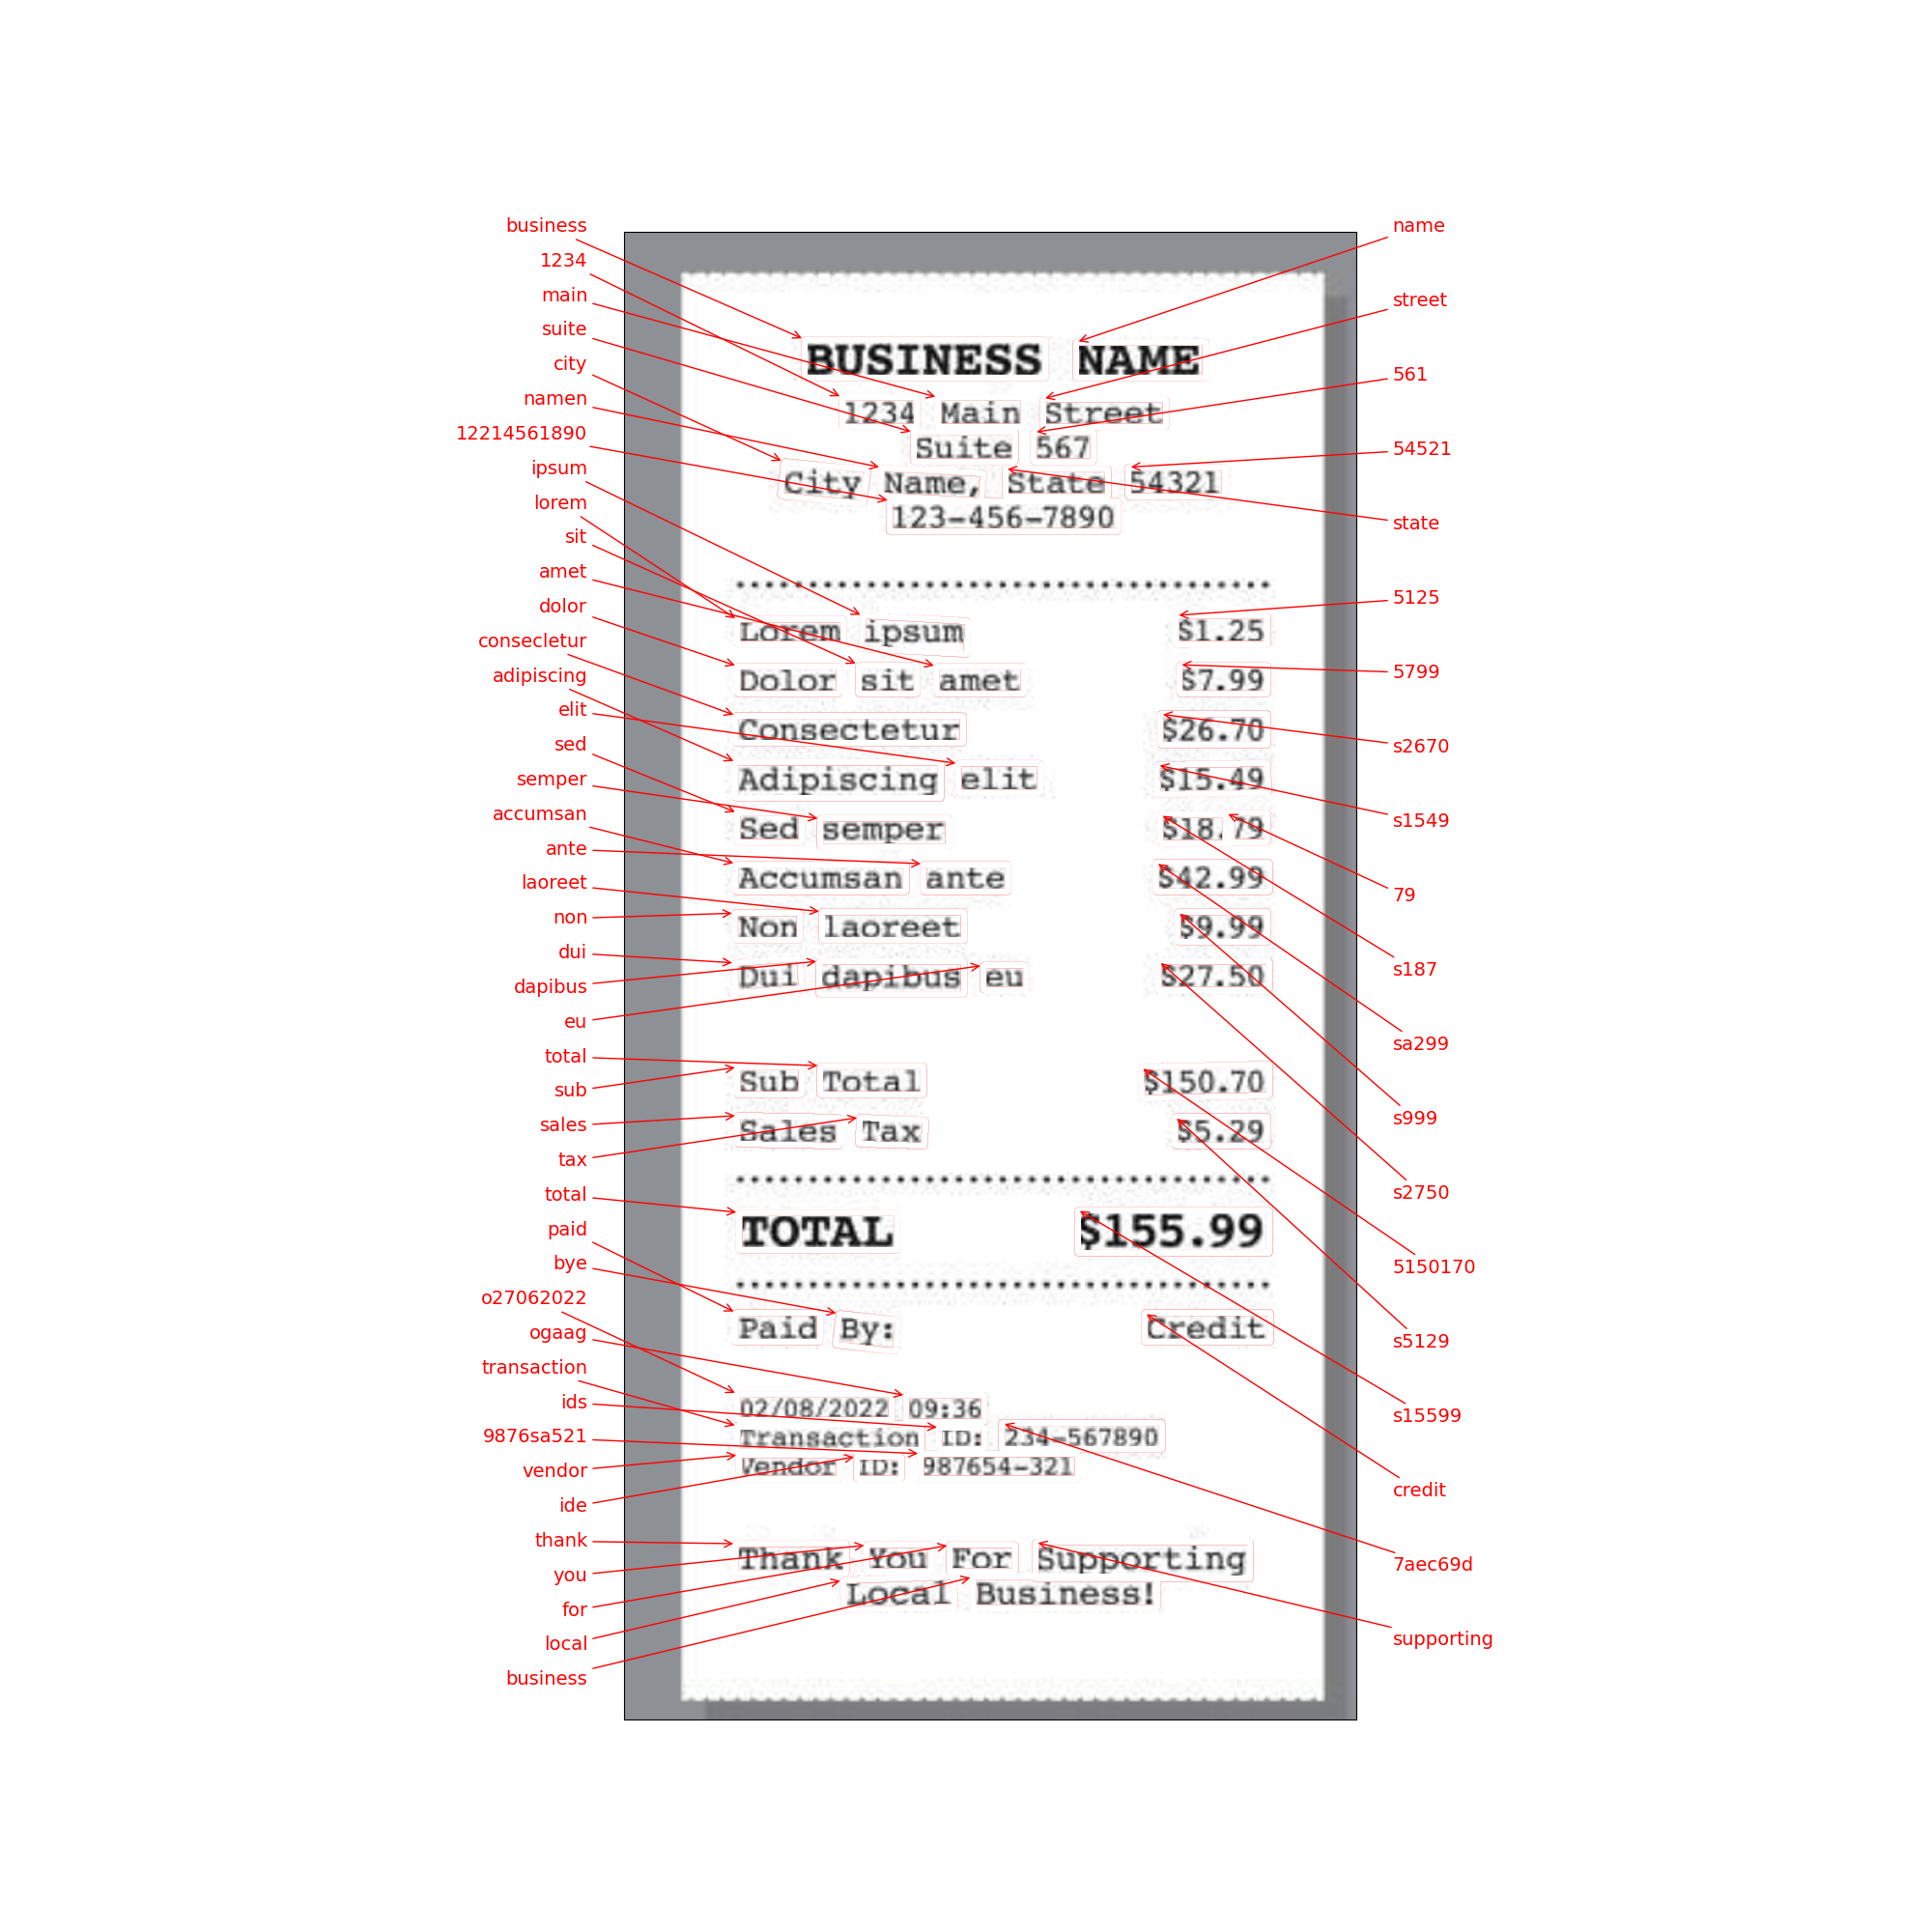 business
name
1234
main
street
suite
561
city
namen
54521
12214561890
state
ipsum
lorem
sit
amet
5125
dolor
5799
consecletur
s2670
adipiscing
elit
s1549
sed
semper
79
accumsan
ante
s187
laoreet
non
sa299
dui
dapibus
s999
eu
total
s2750
sub
sales
5150170
tax
total
s5129
paid
bye
s15599
o27062022
ogaag
credit
transaction
ids
7aec69d
9876sa521
vendor
supporting
ide
thank
you
for
local
business
BUSINESS NAME
1234 Main Street
Suite 567
City Name, State 54321
123-456-7890
Lorem ipsum $1.25
Dolor sit amet $7.99
Consectetur $26.70
Adipiscing elit $15.49
Sed semper $18.79
Accumsan ante $42.99
Non laoreet $9.99
Dui dapibus eu $27.50
Sub Total $150.70
Sales Tax $5.29
TOTAL $155.99
Paid By: Credit
02/08/2022 09:36
Transaction ID: 234-567890
Vendor ID: 987654-321
Thank You For Supporting
Local Business!